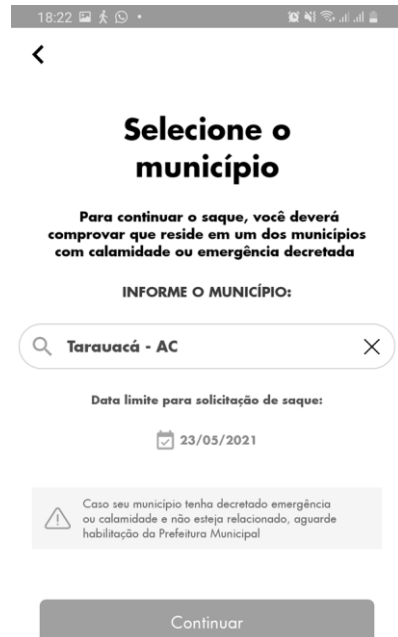 18:22
Selecione o
município
Para continuar o saque, você deverá
comprovar que reside em um dos municípios
com calamidade ou emergência decretada
INFORME O MUNICÍPIO:
Tarauacá - AC
Data limite para solicitação de saque:
23/05/2021
Caso seu município tenha decretado emergência
ou calamidade e não esteja relacionado, aguarde
habilitação da Prefeitura Municipal
Continuar